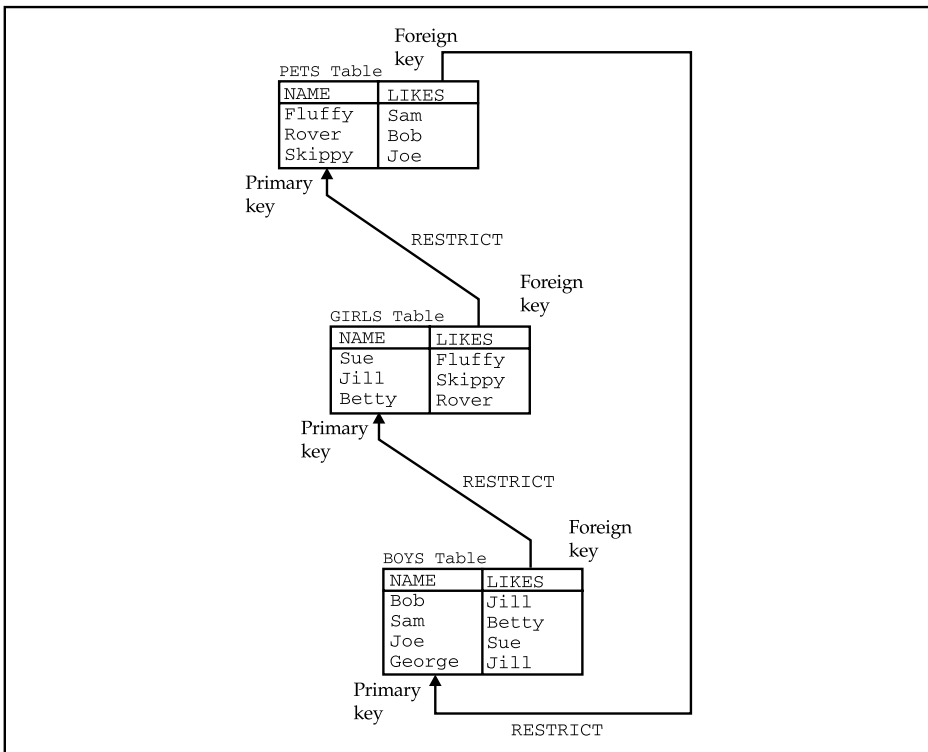 Foreign
key
PETS Table
NAME LIKES
Fluffy Sam
Rover Bob
Skippy Joe
Primary
key
RESTRICT
Foreign
key
GIRLS Table
NAME LIKES
Sue Fluffy
Jill Skippy
Betty Rover
Primary
key
RESTRICT
Foreign
key
BOYS Table
NAME LIKES
Bob Jill
Sam Betty
Joe Sue
George Jill
Primary
key
RESTRICT